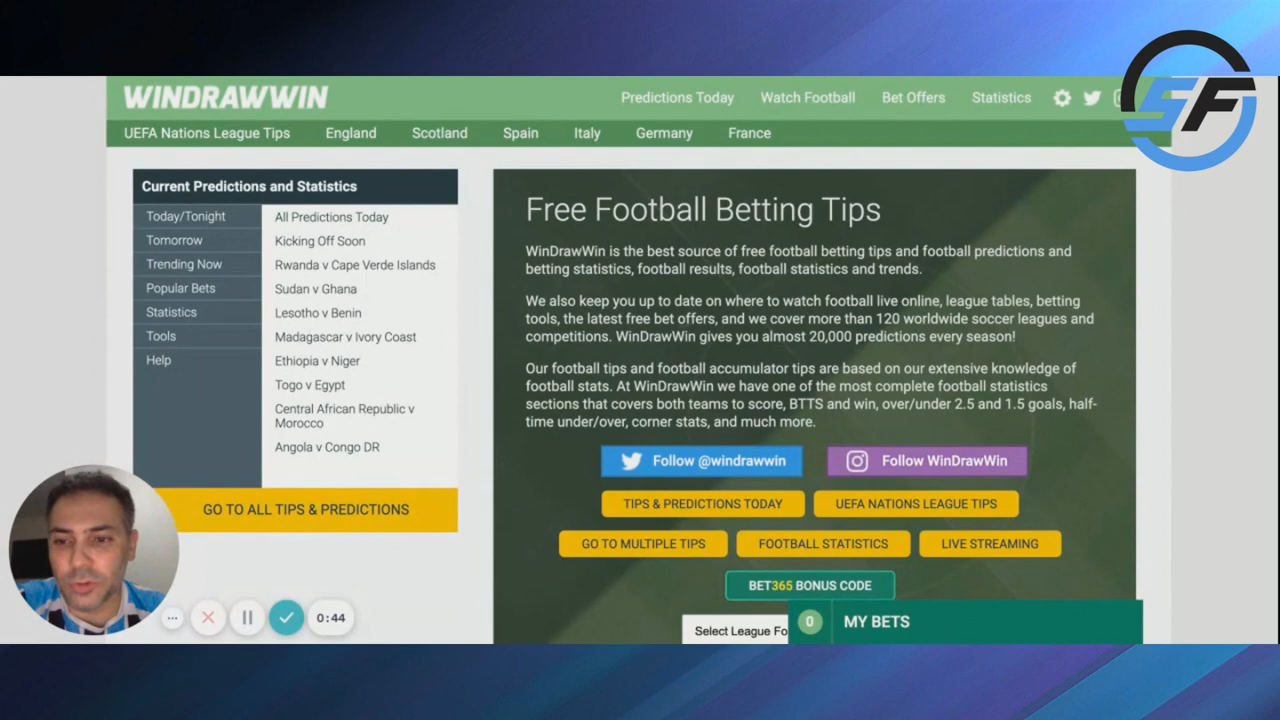 SF
WINDRAWWIN
Predictions Today
Watch Football
Bet Offers
Statistics
UEFA Nations League Tips
England
Scotland
Spain
Italy
Germany
France
Current Predictions and Statistics
Today/Tonight
Tomorrow
Trending Now
Popular Bets
Statistics
Tools
Help
All Predictions Today
Kicking Off Soon
Rwanda v Cape Verde Islands
Sudan v Ghana
Lesotho v Benin
Madagascar v Ivory Coast
Ethiopia v Niger
Togo v Egypt
Central African Republic v
Morocco
Angola v Congo DR
GO TO ALL TIPS & PREDICTIONS
Free Football Betting Tips
WinDrawWin is the best source of free football betting tips and football predictions and
betting statistics, football results, football statistics and trends.
We also keep you up to date on where to watch football live online, league tables, betting
tools, the latest free bet offers, and we cover more than 120 worldwide soccer leagues and
competitions. WinDrawWin gives you almost 20,000 predictions every season!
Our football tips and football accumulator tips are based on our extensive knowledge of
football stats. At WinDrawWin we have one of the most complete football statistics
sections that covers both teams to score, BTTS and win, over/under 2.5 and 1.5 goals, half-
time under/over, corner stats, and much more.
Follow @windrawwin
Follow WinDrawWin
TIPS & PREDICTIONS TODAY
UEFA NATIONS LEAGUE TIPS
GO TO MULTIPLE TIPS
FOOTBALL STATISTICS
LIVE STREAMING
BET365 BONUS CODE
Select League Fo
0
MY BETS
0:44